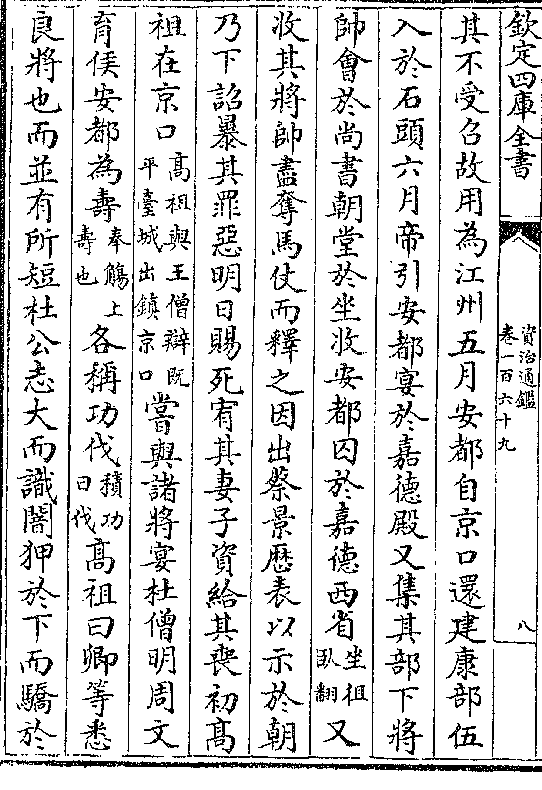 欽定四庫全書
資治通鑑
卷一百六十九
八
其不受召故用為江州五月安都自京口還建康部伍
入於石頭六月帝引安都宴於嘉德殿又集其部下將
帥會於尚書朝堂於坐收安都囚於嘉德西省坐祖臥翻又
收其將帥盡奪馬仗而釋之因出蔡景歴表以示於朝
乃下詔暴其罪惡明日賜死宥其妻子資給其喪初髙
祖在京口髙祖與王僧辯既平臺城出鎮京口嘗與諸將宴杜僧明周文
育侯安都為壽奉觴上壽也各稱功伐積功曰伐髙祖曰卿等悉
良將也而並有所短杜公志大而識闇狎於下而驕於